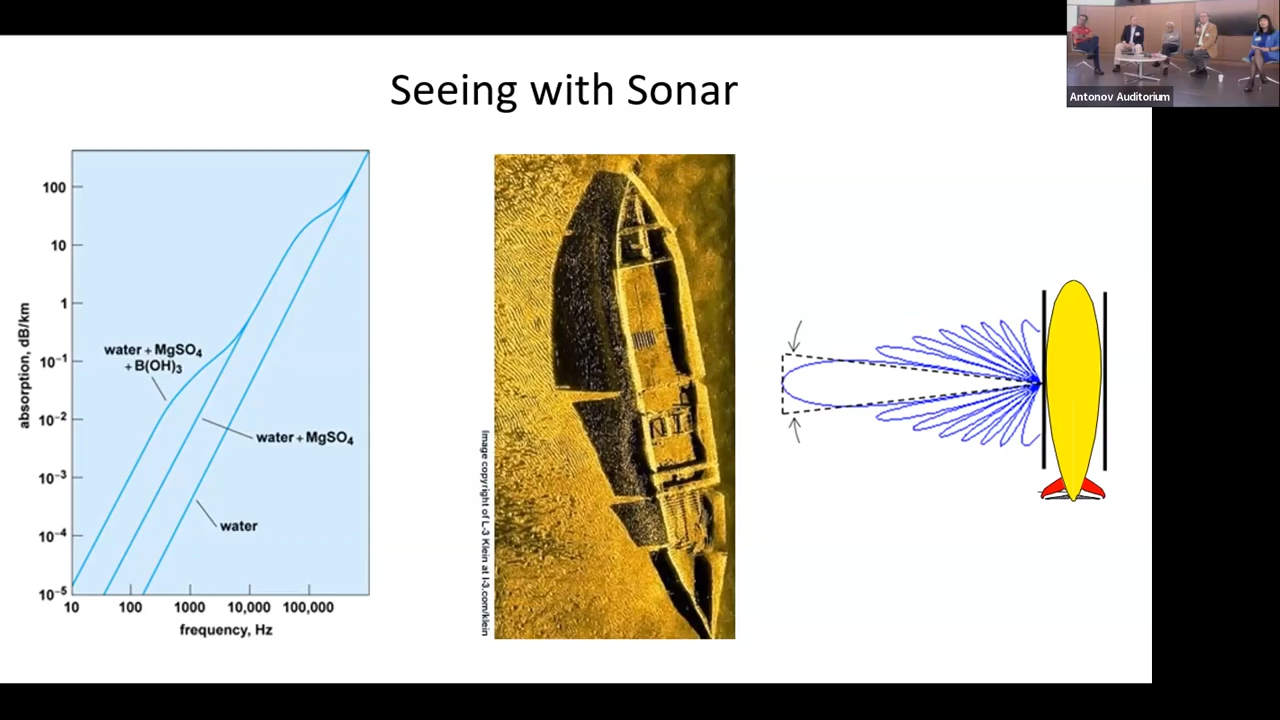 Seeing with Sonar
Antonov Auditorium
100
10
1
10⁻¹
10⁻²
10⁻³
10⁻⁴
10⁻⁵
absorption, dB/km
water + MgSO₄
+ B(OH)₃
water + MgSO₄
water
10
100
1000
10,000
100,000
frequency, Hz
Image copyright of L-3 Klein at l-3.com/klein